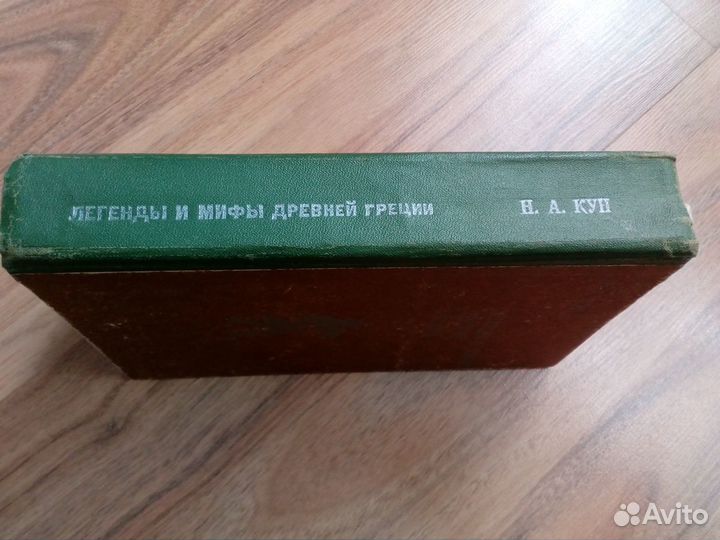 ЛЕГЕНДЫ И МИФЫ ДРЕВНЕЙ ГРЕЦИИ Н. А. КУН
Avito